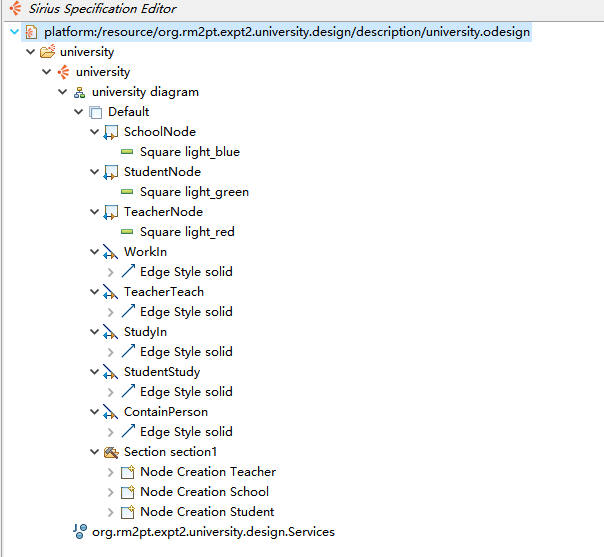 Sirius Specification Editor
platform:/resource/org.rm2pt.expt2.university.design/description/university.odesign
university
university
university diagram
Default
SchoolNode
Square light_blue
StudentNode
Square light_green
TeacherNode
Square light_red
WorkIn
Edge Style solid
TeacherTeach
Edge Style solid
StudyIn
Edge Style solid
StudentStudy
Edge Style solid
ContainPerson
Edge Style solid
Section section1
Node Creation Teacher
Node Creation School
Node Creation Student
org.rm2pt.expt2.university.design.Services